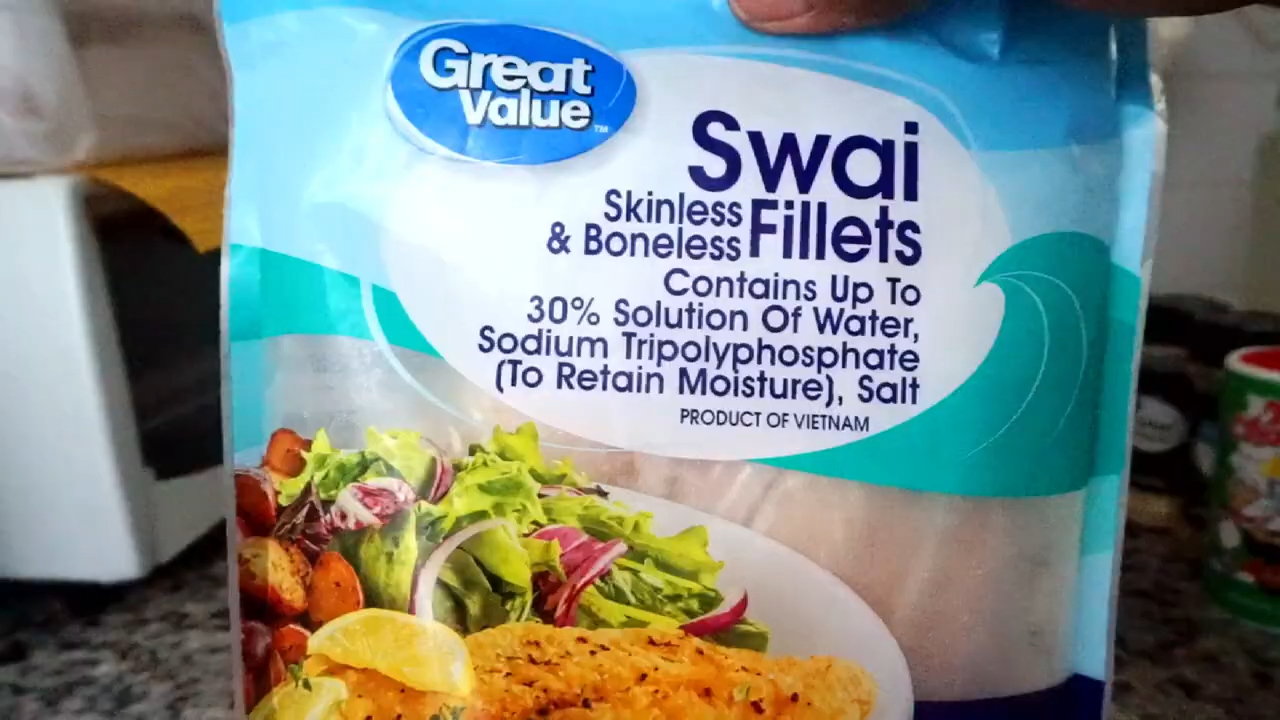 Great
Value™
Swai
Skinless
& Boneless
Fillets
Contains Up To
30% Solution Of Water,
Sodium Tripolyphosphate
(To Retain Moisture), Salt
PRODUCT OF VIETNAM